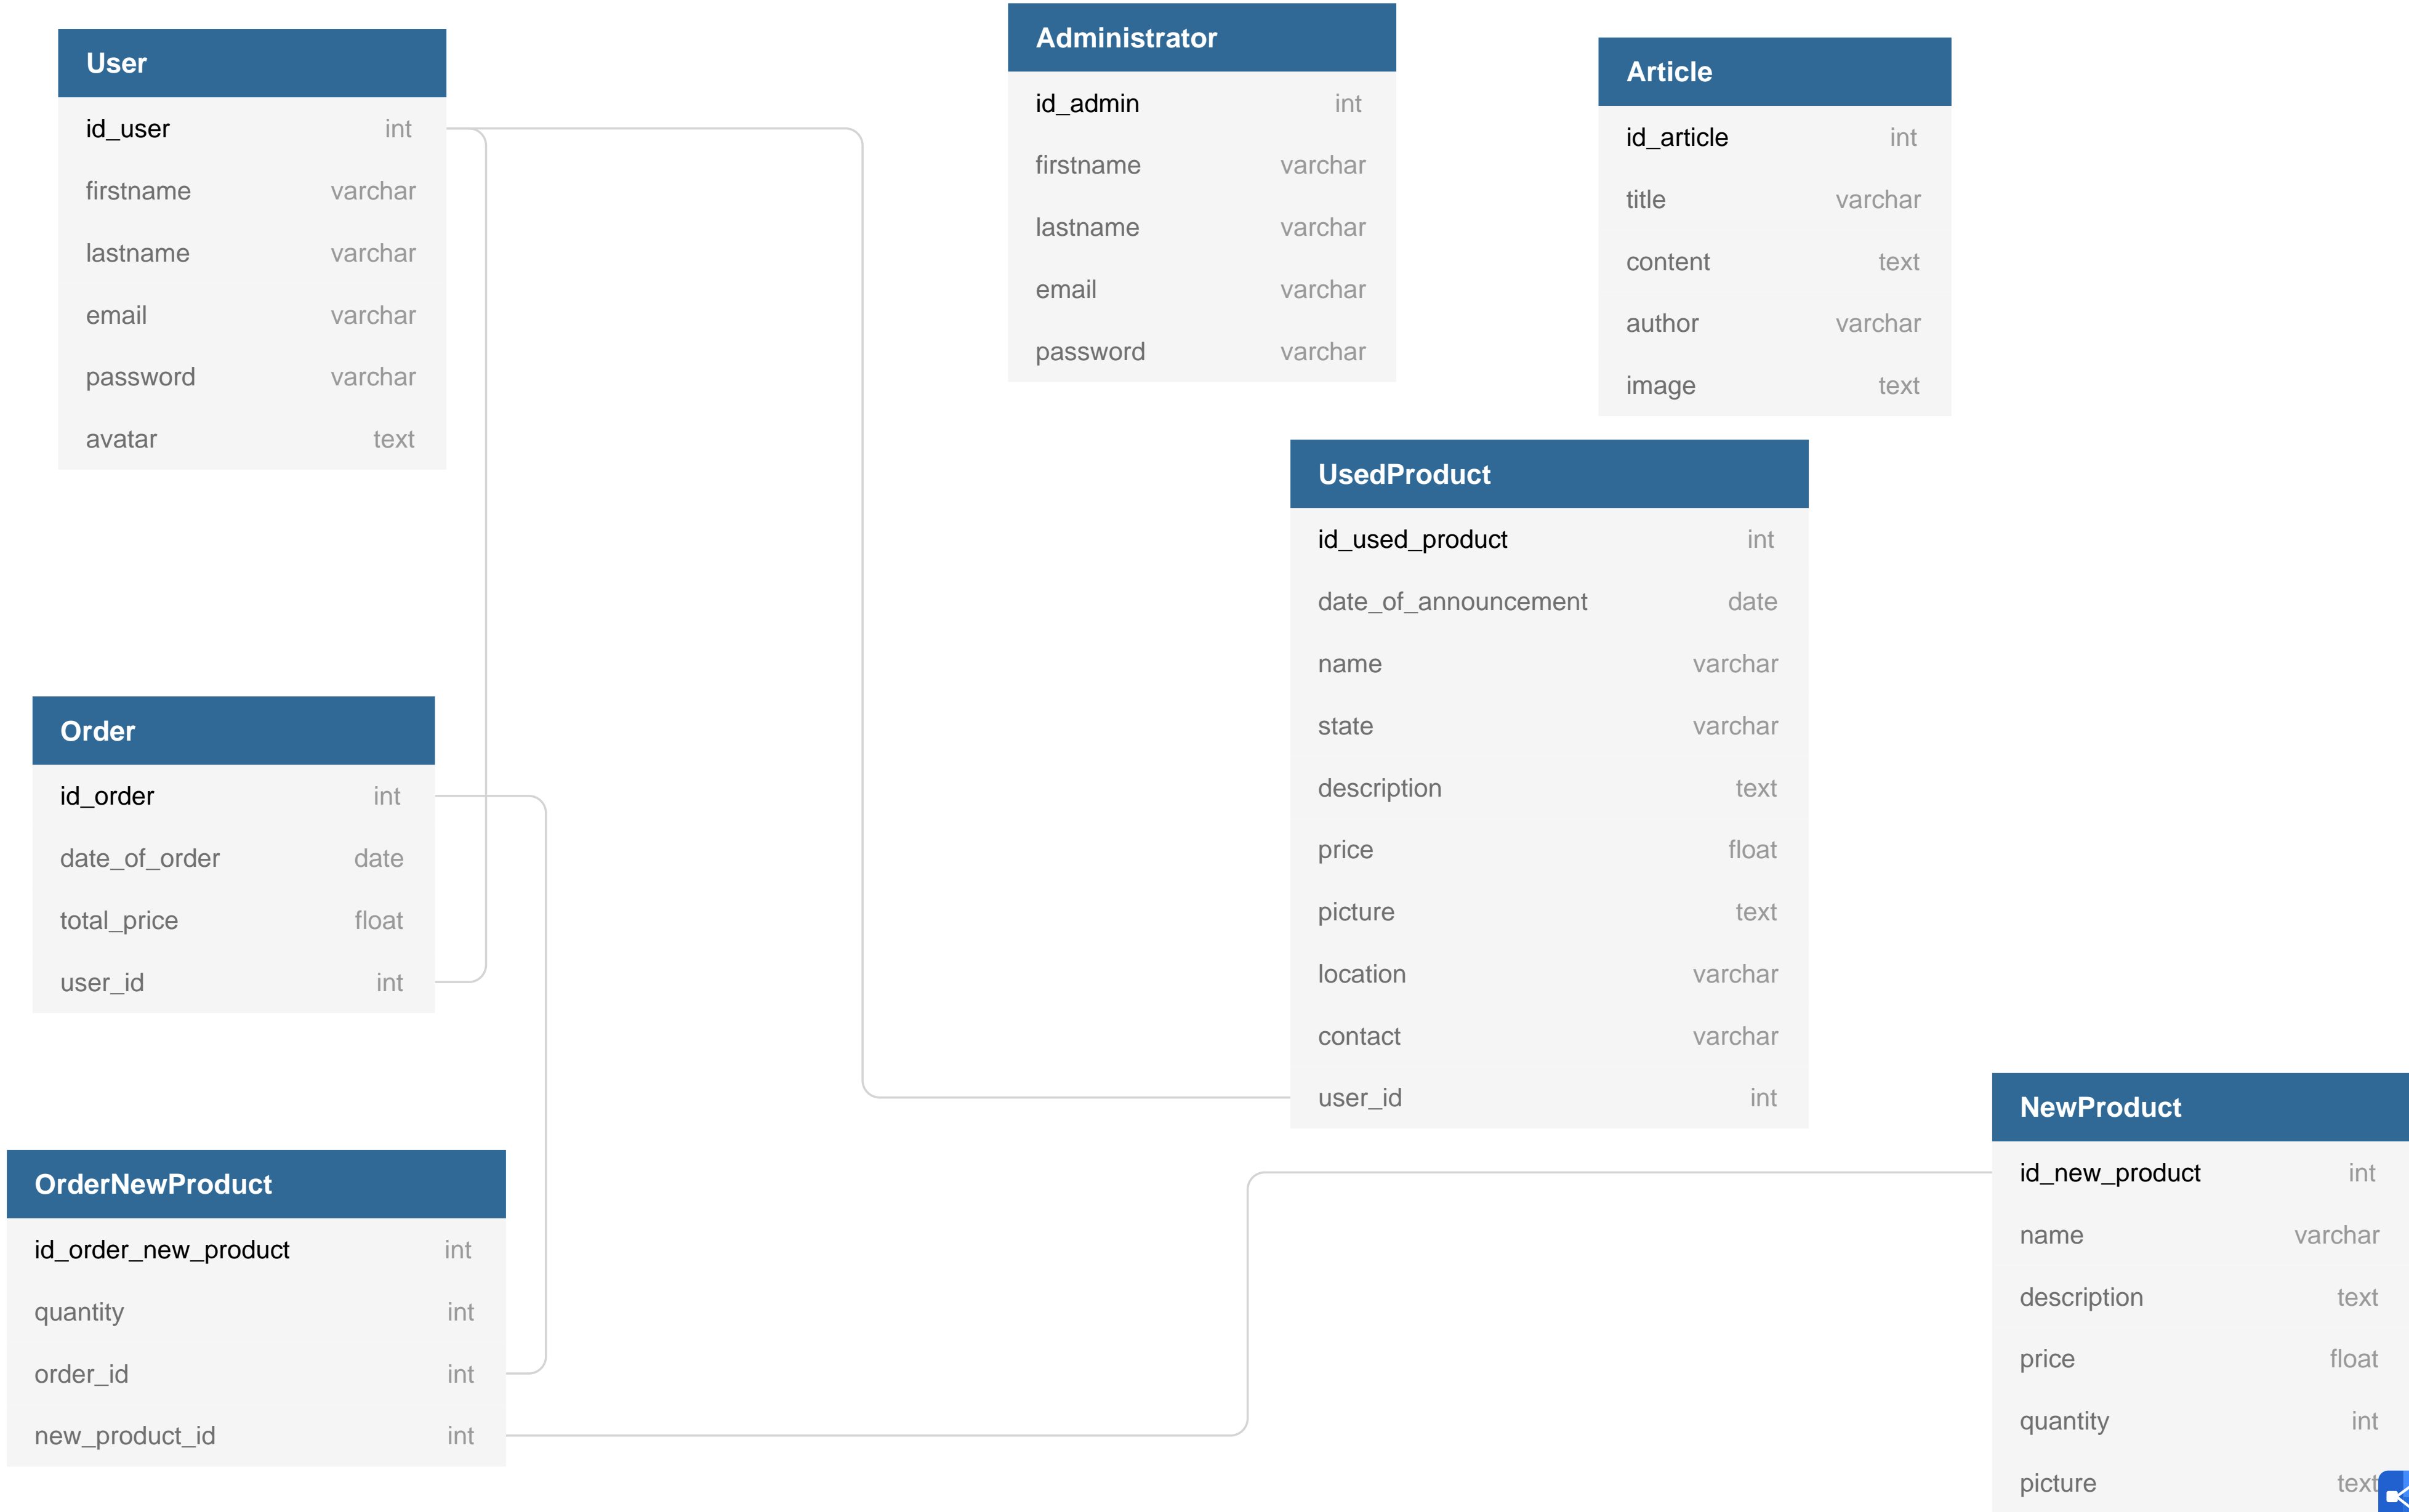 User
id_user int
firstname varchar
lastname varchar
email varchar
password varchar
avatar text
Administrator
id_admin int
firstname varchar
lastname varchar
email varchar
password varchar
Article
id_article int
title varchar
content text
author varchar
image text
UsedProduct
id_used_product int
date_of_announcement date
name varchar
state varchar
description text
price float
picture text
location varchar
contact varchar
user_id int
Order
id_order int
date_of_order date
total_price float
user_id int
OrderNewProduct
id_order_new_product int
quantity int
order_id int
new_product_id int
NewProduct
id_new_product int
name varchar
description text
price float
quantity int
picture text